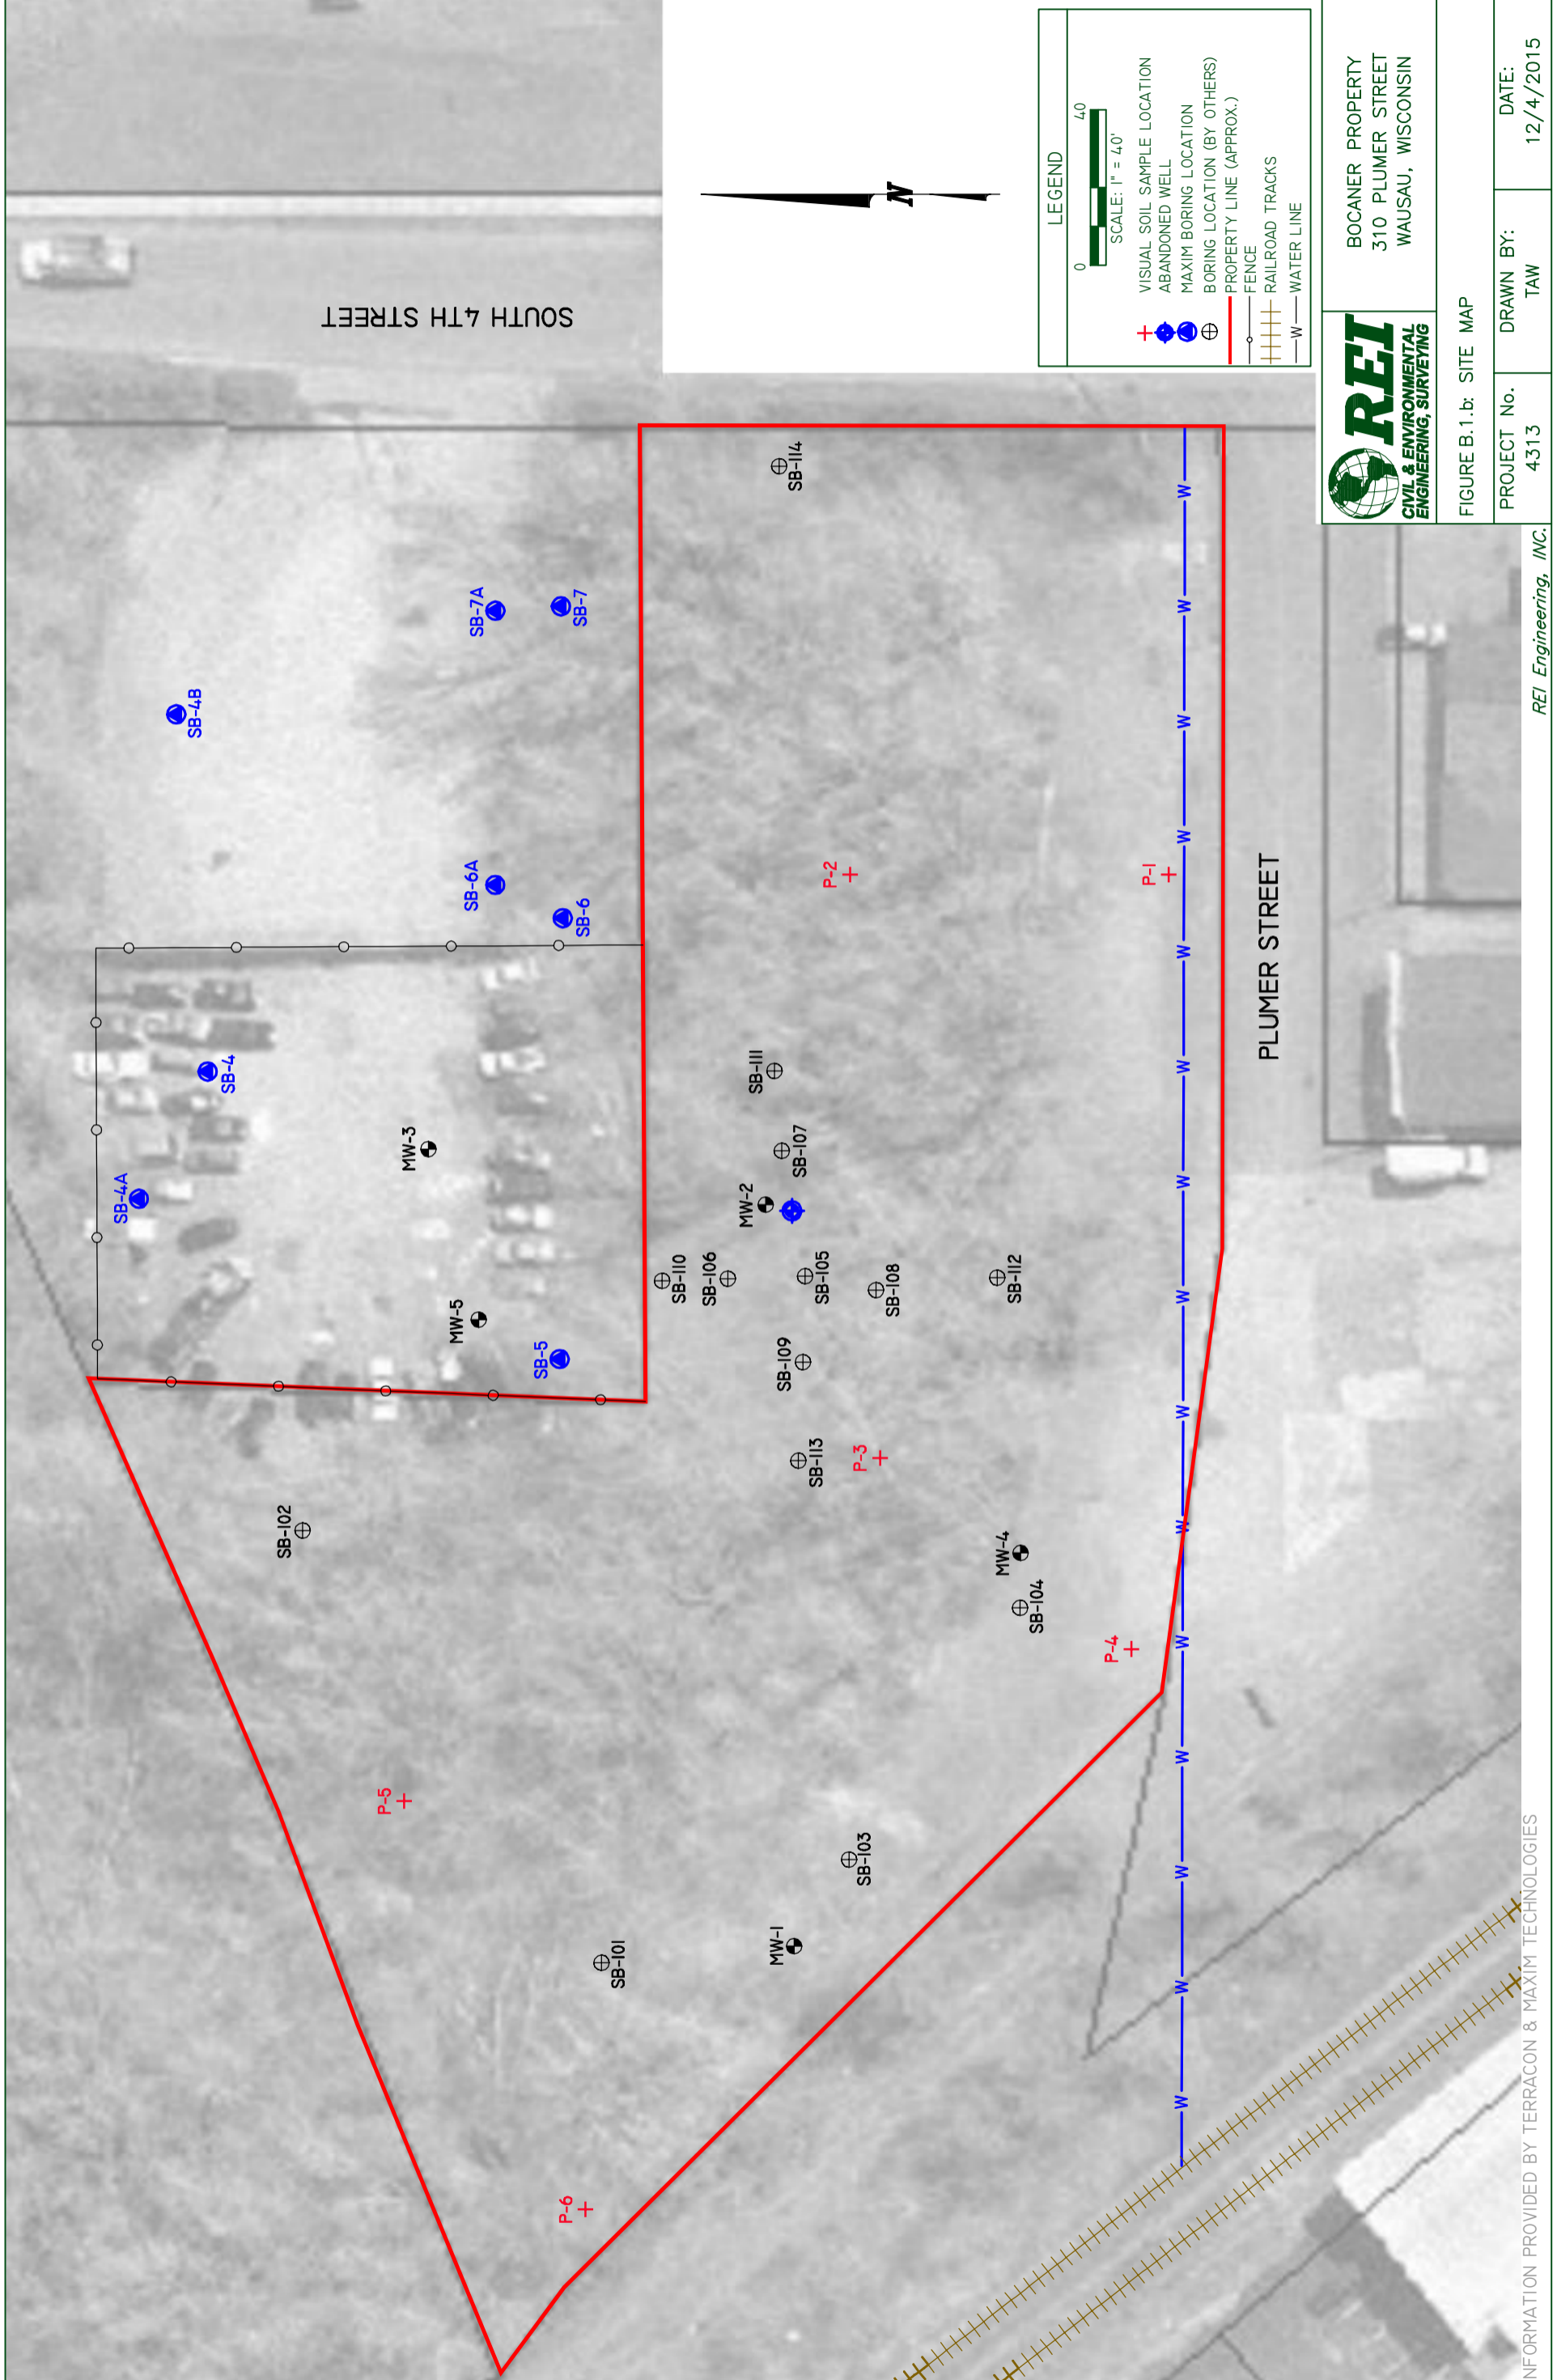 SOUTH 4TH STREET
SB-4A
SB-4
SB-4B
MW-3
MW-5
SB-5
SB-6A
SB-6
SB-7A
SB-7
SB-102
SB-110
SB-106
MW-2
SB-107
SB-111
SB-114
SB-105
SB-109
SB-108
SB-113
P-3
P-2
SB-112
MW-4
SB-104
P-4
P-1
P-5
SB-101
MW-1
SB-103
P-6
W W W W W W W W W W W W W W W
PLUMER STREET
N
LEGEND
0 40
SCALE: 1" = 40'
VISUAL SOIL SAMPLE LOCATION
ABANDONED WELL
MAXIM BORING LOCATION
BORING LOCATION (BY OTHERS)
PROPERTY LINE (APPROX.)
FENCE
RAILROAD TRACKS
W WATER LINE
REI
CIVIL & ENVIRONMENTAL
ENGINEERING, SURVEYING
BOCANER PROPERTY
310 PLUMER STREET
WAUSAU, WISCONSIN
FIGURE B.1.b: SITE MAP
PROJECT No.
4313
DRAWN BY:
TAW
DATE:
12/4/2015
NFORMATION PROVIDED BY TERRACON & MAXIM TECHNOLOGIES
REI Engineering, INC.